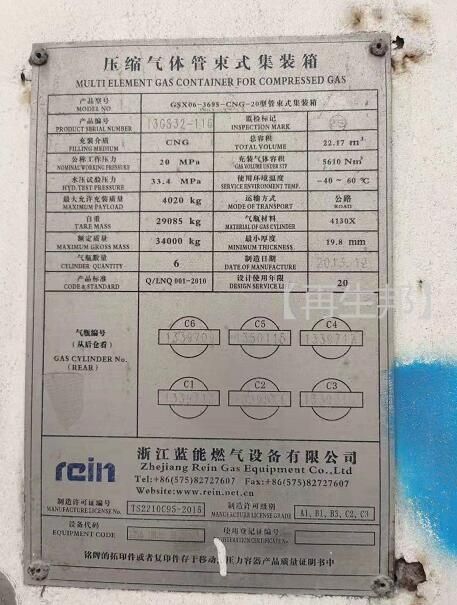 压缩气体管束式集装箱
MULTI ELEMENT GAS CONTAINER FOR COMPRESSED GAS
产品型号 MODEL NO GSX06-3695-CNG-20型管束式集装箱
产品编号 PRODUCT SERIAL NUMBER 监检标记 INSPECTION MARK
充装介质 FILLING MEDIUM CNG 总容积 TOTAL VOLUME 22.17 m³
公称工作压力 NOMINAL WORKING PRESSURE 20 MPa 充装气体容积 GAS VOLUME UNDER STP 5610 Nm³
水压试验压力 HYD. TEST PRESSURE 33.4 MPa 使用环境温度 SERVICE ENVIRONMENT TEMP. -40 ~ 60 ℃
最大允许充装质量 MAXIMUM PAYLOAD 4020 kg 运输方式 MODE OF TRANSPORT 公路 ROAD
自重 TARE MASS 29085 kg 气瓶材料 MATERIAL OF GAS CYLINDER 4130X
额定质量 MAXIMUM GROSS MASS 34000 kg 最小厚度 MINIMUM THICKNESS 19.8 mm
气瓶数量 CYLINDER QUANTITY 6 制造日期 DATE OF MANUFACTURE 2013.12
产品标准 CODE & STANDARD Q/LNQ 001-2010 设计使用年限 DESIGN SERVICE LI 20
【再生邦】
气瓶编号
(从后仓看)
GAS CYLINDER No.
(REAR)
C6 C5 C4
C1 C2 C3
rein
浙江蓝能燃气设备有限公司
Zhejiang Rein Gas Equipment Co.,Ltd
Tel:+86(575)82727607 Fax:+86(575)82727607
Website:www.rein.net.cn
制造许可证编号 MANUFACTURE LICENSE NO. TS2210C95-2015 制造许可级别 MANUFACTURER LICENSE GRADE A1, B1, B3, C2, C3
设备代码 EQUIPMENT CODE 使用登记证编号
铭牌的拓印件或者复印件存于移动式压力容器产品质量证明书中